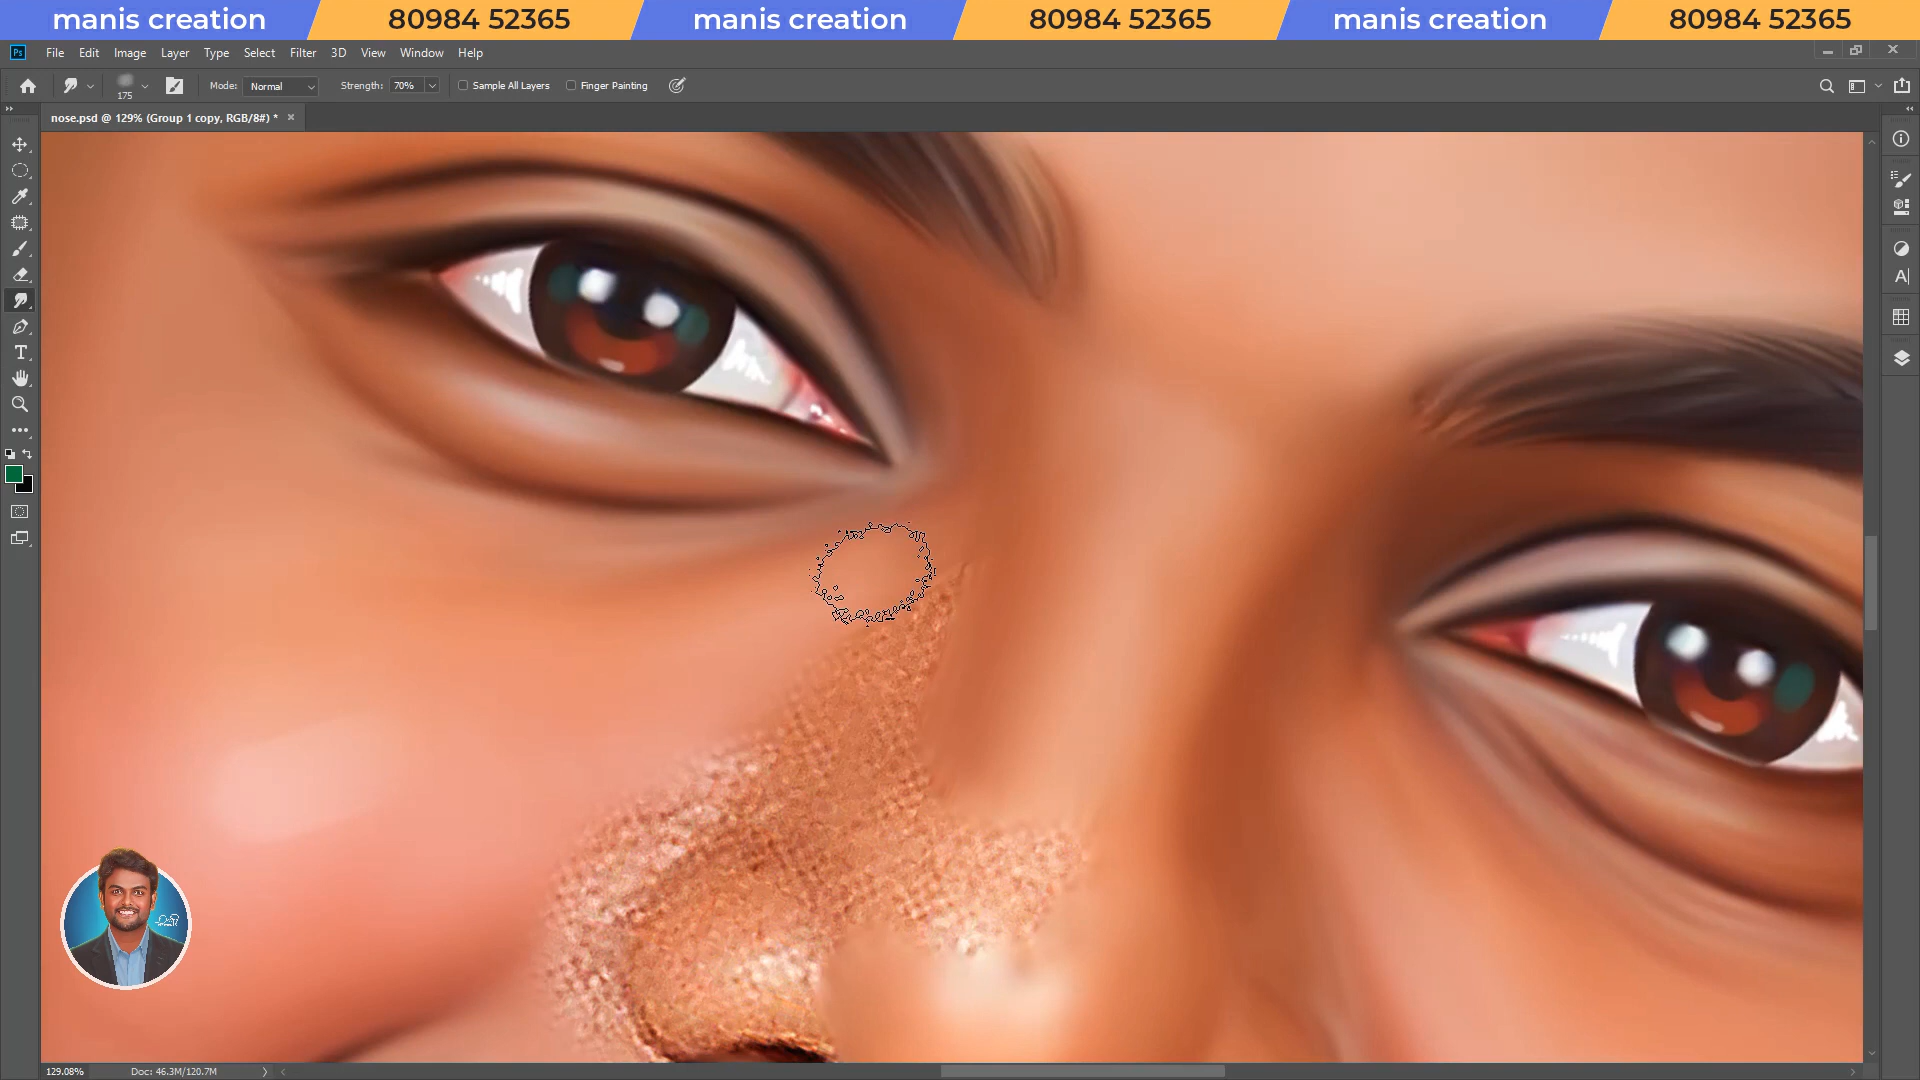 manis creation 80984 52365 manis creation 80984 52365 manis creation 80984 52365
Ps File Edit Image Layer Type Select Filter 3D View Window Help
175 Mode: Normal Strength: 70% Sample All Layers Finger Painting
nose.psd @ 129% (Group 1 copy, RGB/8#) *
129.08% Doc: 46.3M/120.7M